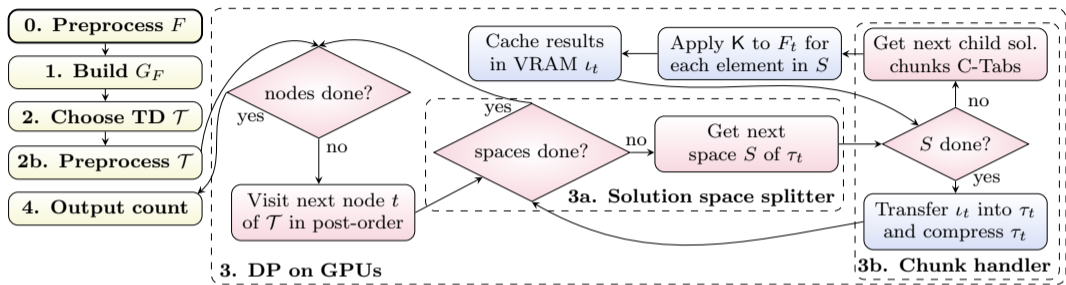 0. Preprocess F
1. Build G_F
2. Choose TD 𝒯
2b. Preprocess 𝒯
4. Output count
nodes done?
yes
no
Visit next node t
of 𝒯 in post-order
3. DP on GPUs
Cache results
in VRAM ι_t
Apply K to F_t for
each element in S
Get next child sol.
chunks C-Tabs
yes
spaces done?
no
Get next
space S of τ_t
3a. Solution space splitter
no
S done?
yes
Transfer ι_t into τ_t
and compress τ_t
3b. Chunk handler